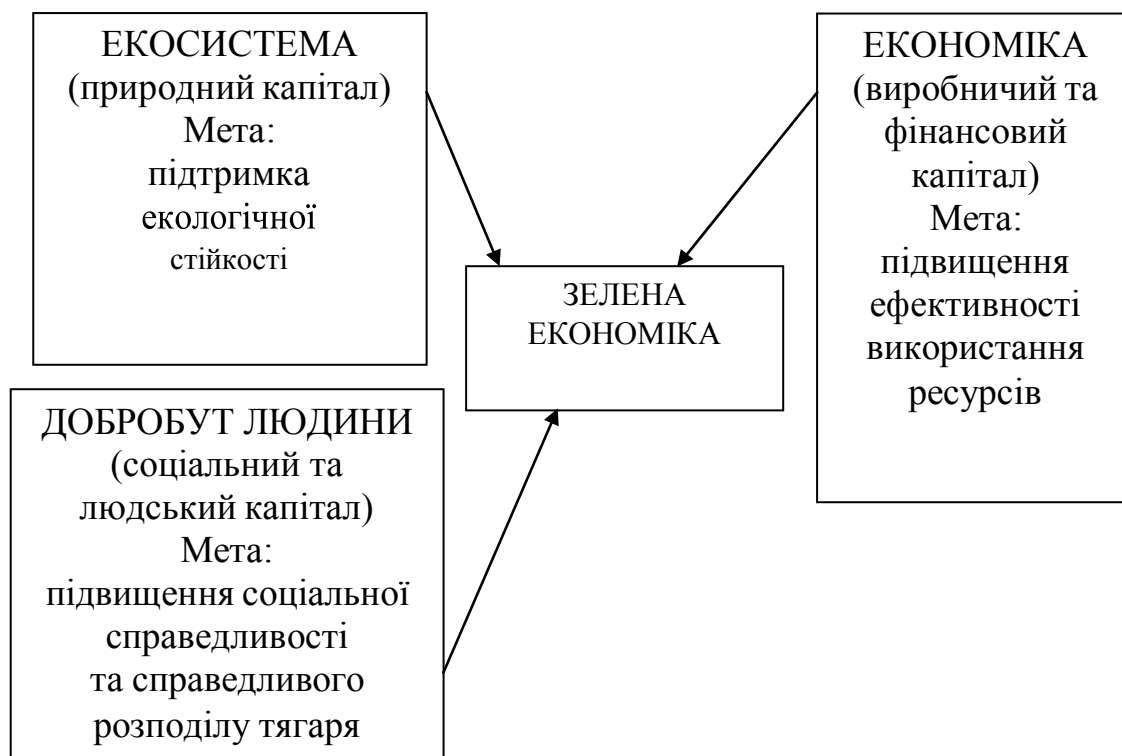 ЕКОСИСТЕМА
(природний капітал)
Мета:
підтримка
екологічної
стійкості
ЕКОНОМІКА
(виробничий та
фінансовий
капітал)
Мета:
підвищення
ефективності
використання
ресурсів
ЗЕЛЕНА
ЕКОНОМІКА
ДОБРОБУТ ЛЮДИНИ
(соціальний та
людський капітал)
Мета:
підвищення соціальної
справедливості
та справедливого
розподілу тягаря